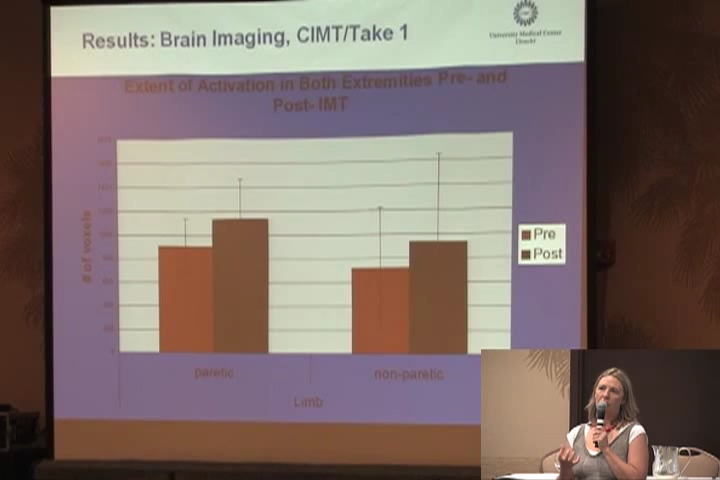 Results: Brain Imaging, CIMT/Take 1
University Medical Center
Utrecht
Extent of Activation in Both Extremities Pre- and
Post- IMT
# of voxels
Pre
Post
paretic
non-paretic
Limb